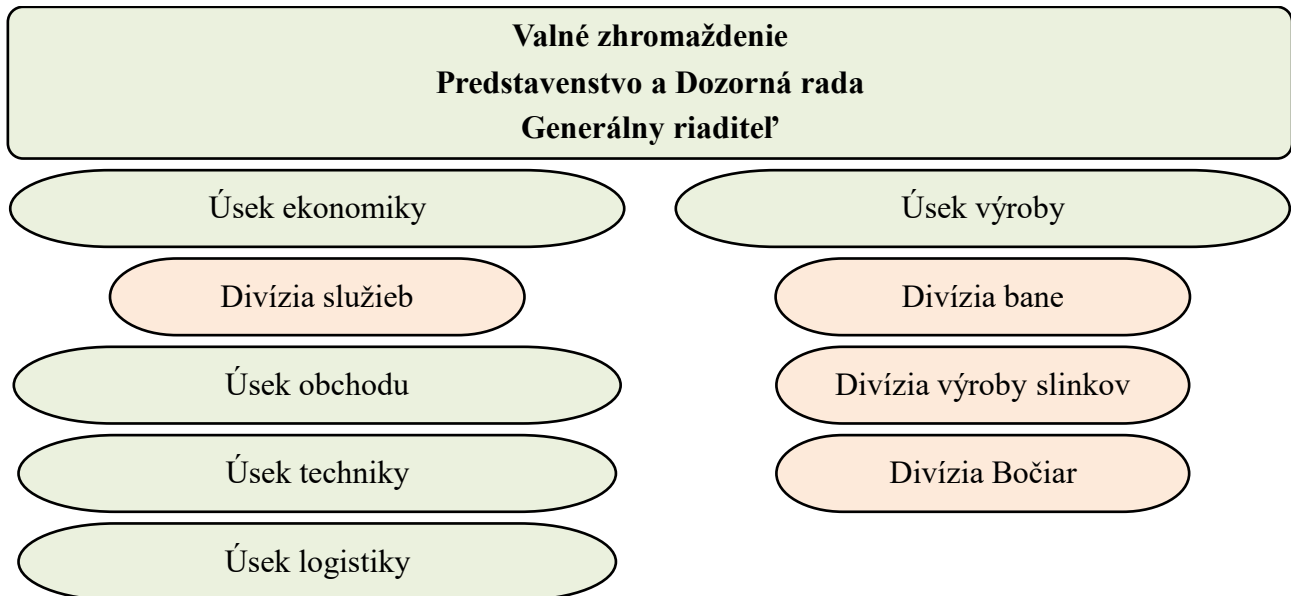 Valné zhromaždenie
Predstavenstvo a Dozorná rada
Generálny riaditeľ
Úsek ekonomiky
Divízia služieb
Úsek obchodu
Úsek techniky
Úsek logistiky
Úsek výroby
Divízia bane
Divízia výroby slinkov
Divízia Bočiar